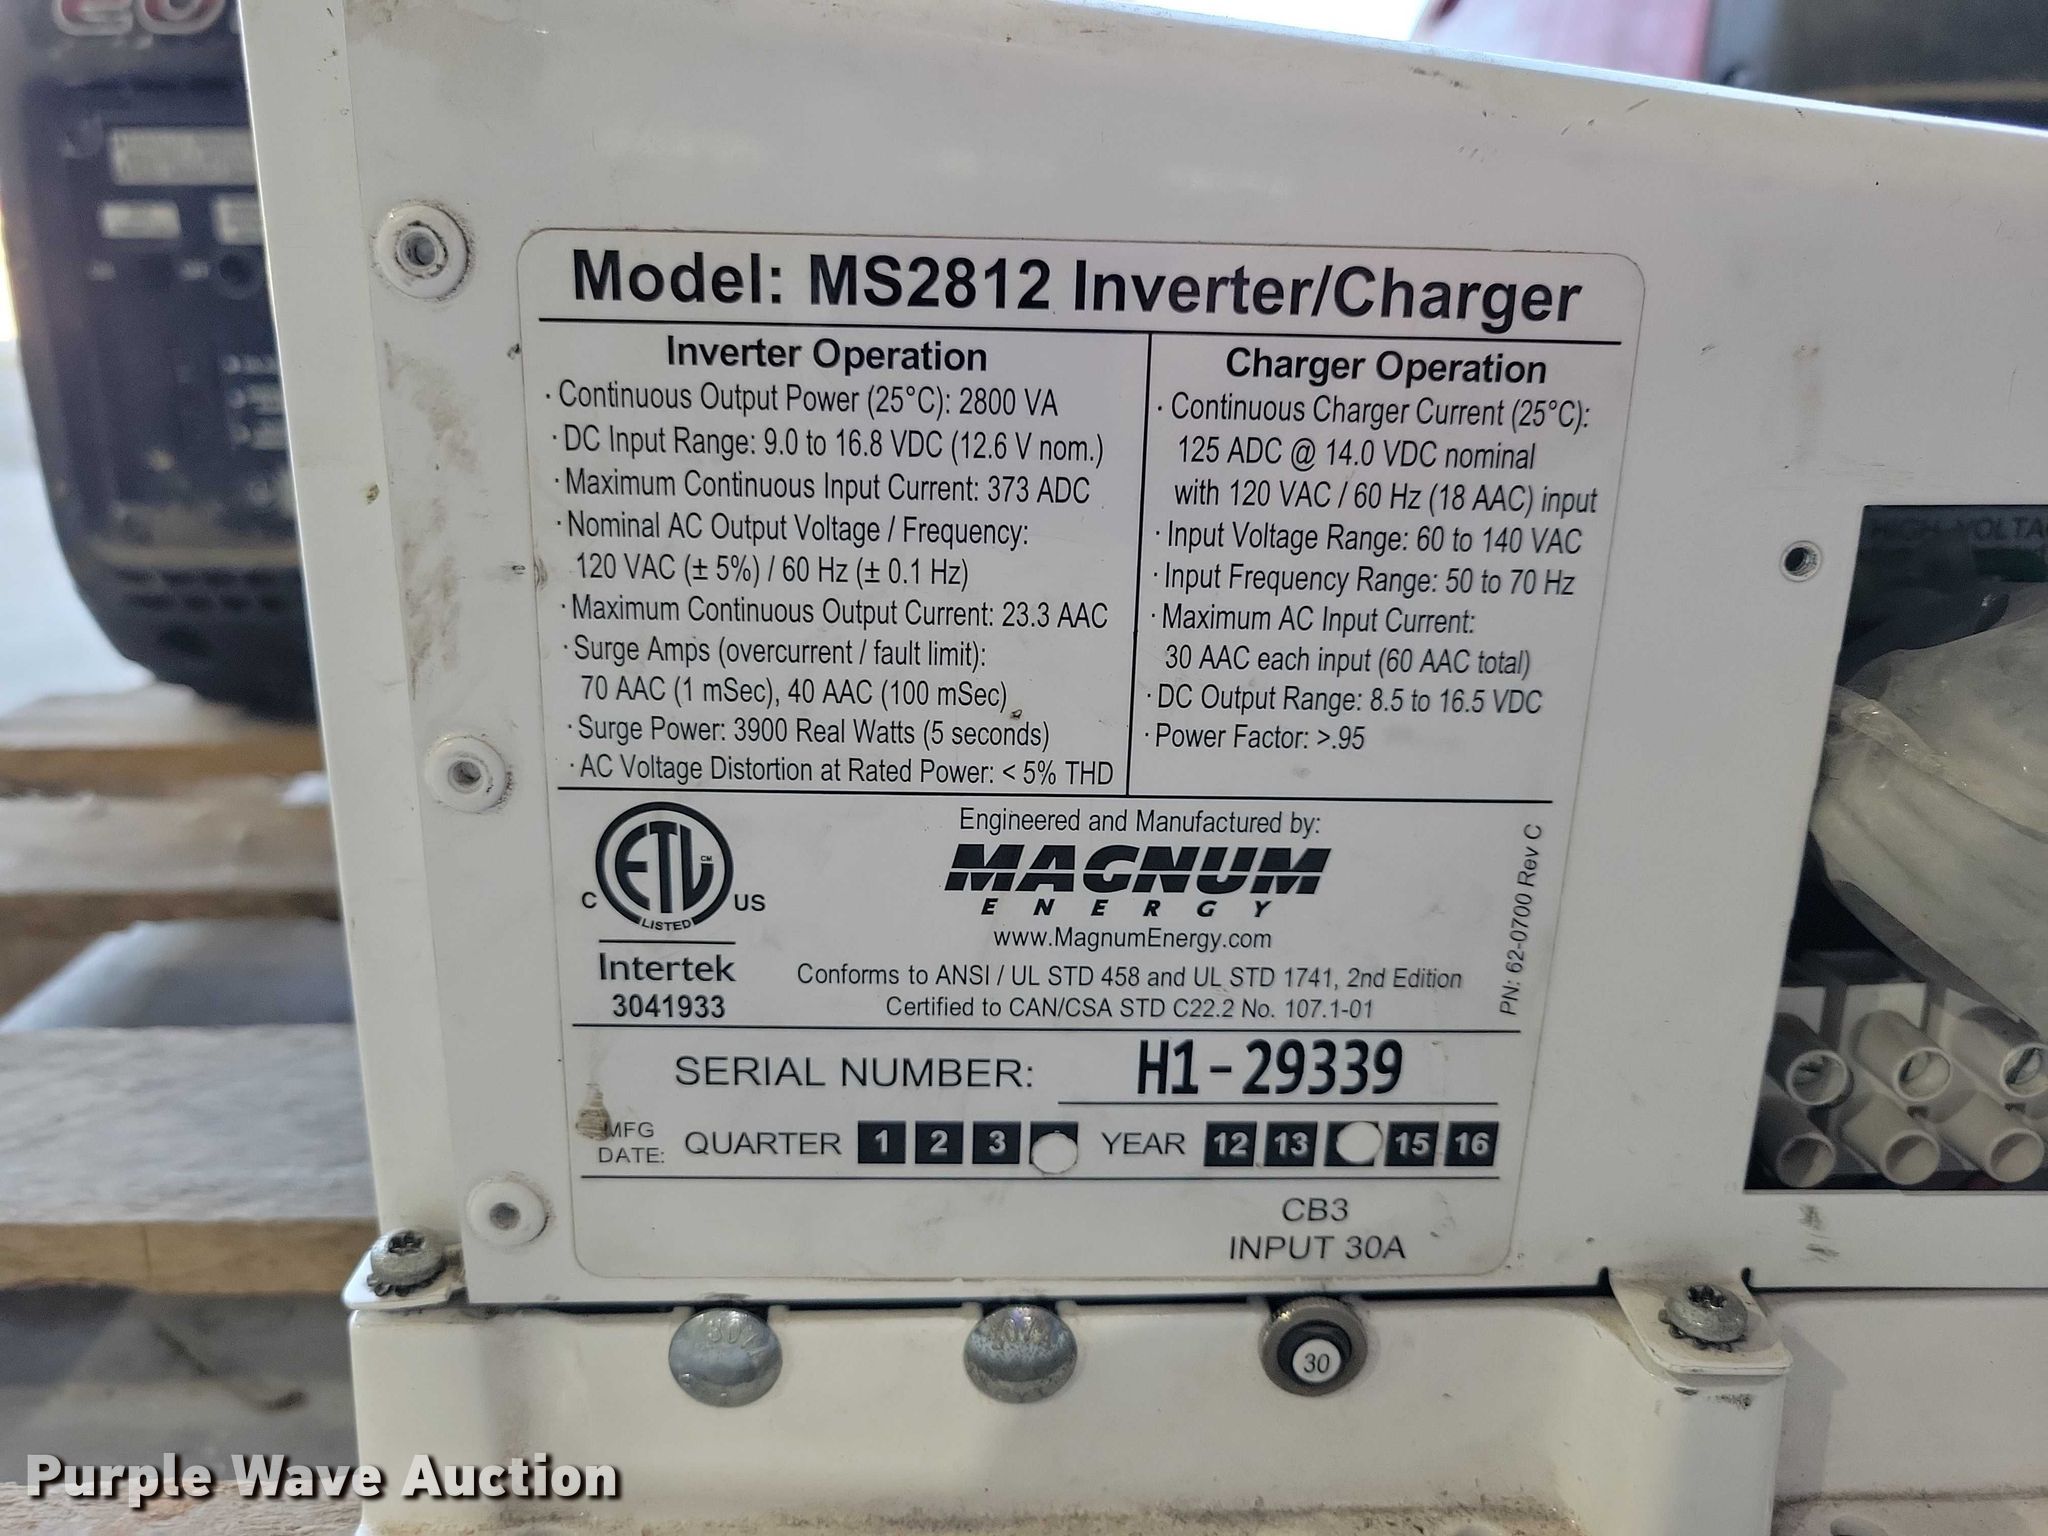 Model: MS2812 Inverter/Charger
Inverter Operation
· Continuous Output Power (25°C): 2800 VA
· DC Input Range: 9.0 to 16.8 VDC (12.6 V nom.)
· Maximum Continuous Input Current: 373 ADC
· Nominal AC Output Voltage / Frequency:
120 VAC (± 5%) / 60 Hz (± 0.1 Hz)
· Maximum Continuous Output Current: 23.3 AAC
· Surge Amps (overcurrent / fault limit):
70 AAC (1 mSec), 40 AAC (100 mSec)
· Surge Power: 3900 Real Watts (5 seconds)
· AC Voltage Distortion at Rated Power: < 5% THD
Charger Operation
· Continuous Charger Current (25°C):
125 ADC @ 14.0 VDC nominal
with 120 VAC / 60 Hz (18 AAC) input
· Input Voltage Range: 60 to 140 VAC
· Input Frequency Range: 50 to 70 Hz
· Maximum AC Input Current:
30 AAC each input (60 AAC total)
· DC Output Range: 8.5 to 16.5 VDC
· Power Factor: >.95
C ETL CM US
LISTED
Intertek
3041933
Engineered and Manufactured by:
MAGNUM
ENERGY
www.MagnumEnergy.com
Conforms to ANSI / UL STD 458 and UL STD 1741, 2nd Edition
Certified to CAN/CSA STD C22.2 No. 107.1-01
PN: 62-0700 Rev C
SERIAL NUMBER: H1-29339
MFG DATE: QUARTER 1 2 3 YEAR 12 13 15 16
CB3
INPUT 30A
30
HIGH VOLTA
Purple Wave Auction